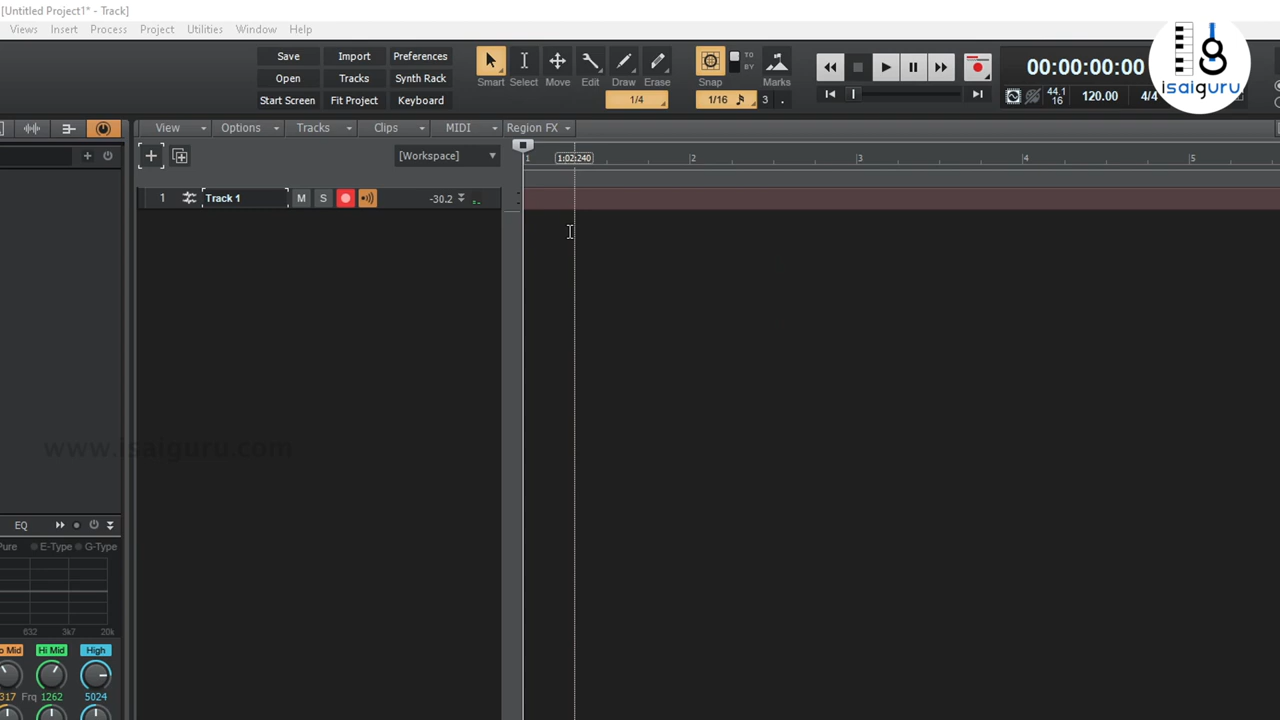 [Untitled Project1* - Track]
Views Insert Process Project Utilities Window Help
Save Import Preferences
Open Tracks Synth Rack
Start Screen Fit Project Keyboard
Smart Select Move Edit Draw Erase Snap TO BY Marks
1/4 1/16 3
00:00:00:00
44.1 16 120.00 4/4
isaiguru
View Options Tracks Clips MIDI Region FX
[Workspace]
1 1:02:240 2 3 4 5
1 Track 1 M S -30.2
www.isaiguru.com
EQ
Pure E-Type G-Type
632 3k7 20k
o Mid Hi Mid High
317 Frq 1262 5024